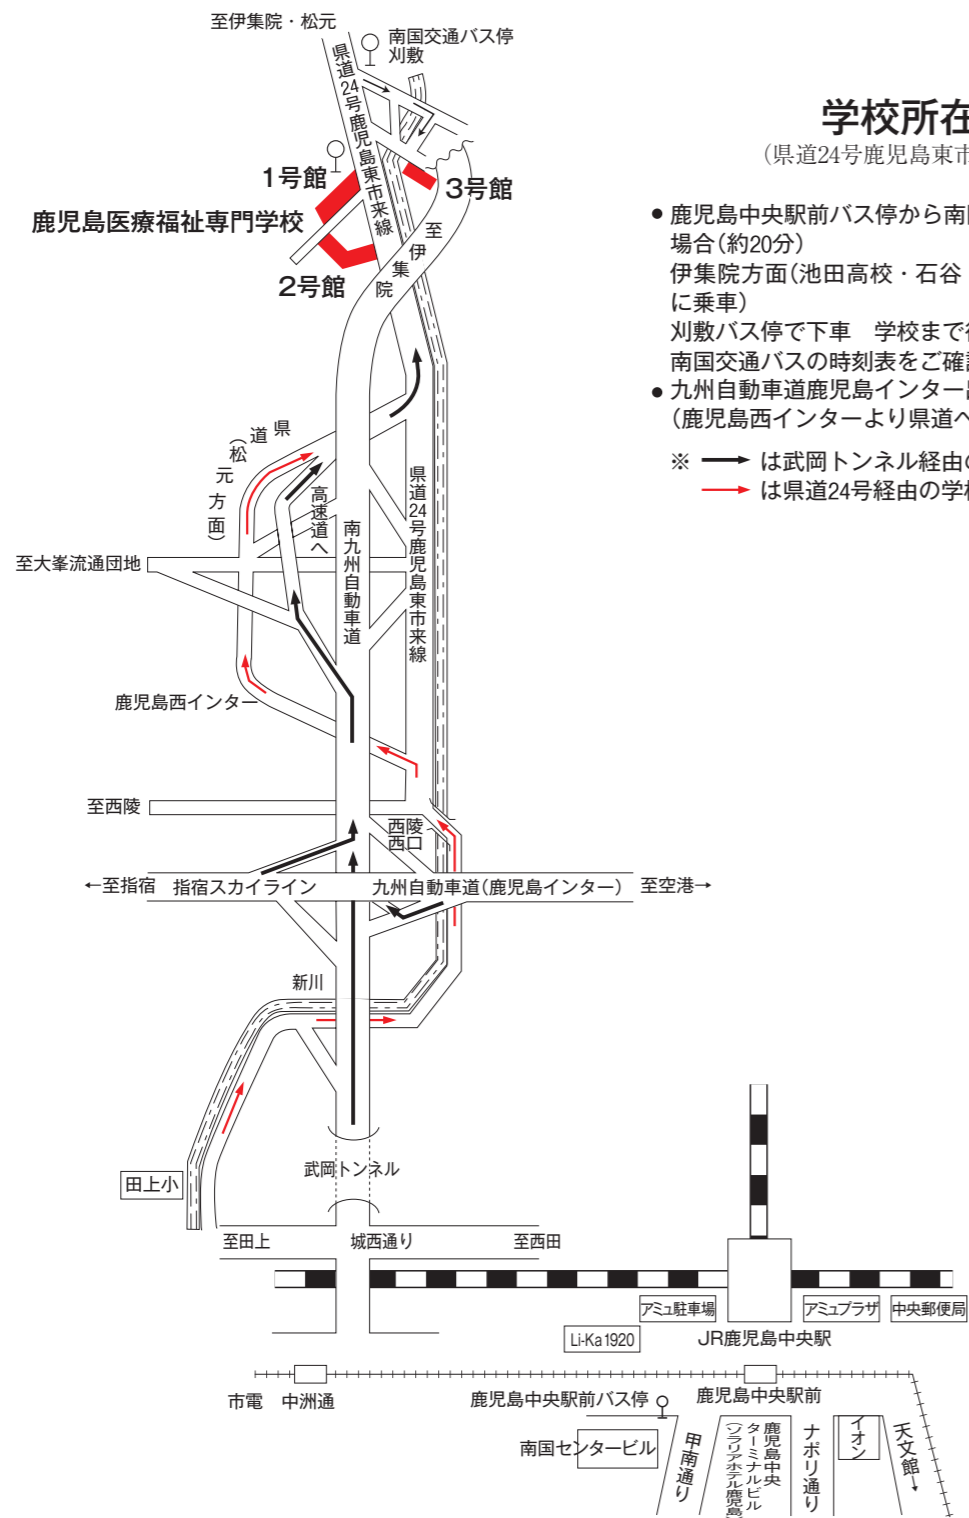 至伊集院・松元
南国交通バス停
刈敷
県道24号鹿児島東市来線
学校所在
（県道24号鹿児島東市
1号館
3号館
鹿児島医療福祉専門学校
2号館
至伊集院
● 鹿児島中央駅前バス停から南国
場合（約20分）
伊集院方面（池田高校・石谷
に乗車）
刈敷バス停で下車　学校まで
南国交通バスの時刻表をご確
● 九州自動車道鹿児島インター
（鹿児島西インターより県道へ
※ は武岡トンネル経由の
は県道24号経由の学校
県道（松元方面）
高速道へ
南九州自動車道
県道24号鹿児島東市来線
至大峯流通団地
鹿児島西インター
至西陵
西陵
西口
←至指宿
指宿スカイライン
九州自動車道（鹿児島インター）
至空港→
新川
武岡トンネル
田上小
至田上
城西通り
至西田
アミュ駐車場
アミュプラザ
中央郵便局
Li-Ka1920
JR鹿児島中央駅
市電
中洲通
鹿児島中央駅前バス停
鹿児島中央駅前
南国センタービル
甲南通り
鹿児島中央
ターミナルビル
（ソラリアホテル鹿児島
ナポリ通り
イオン
天文館→